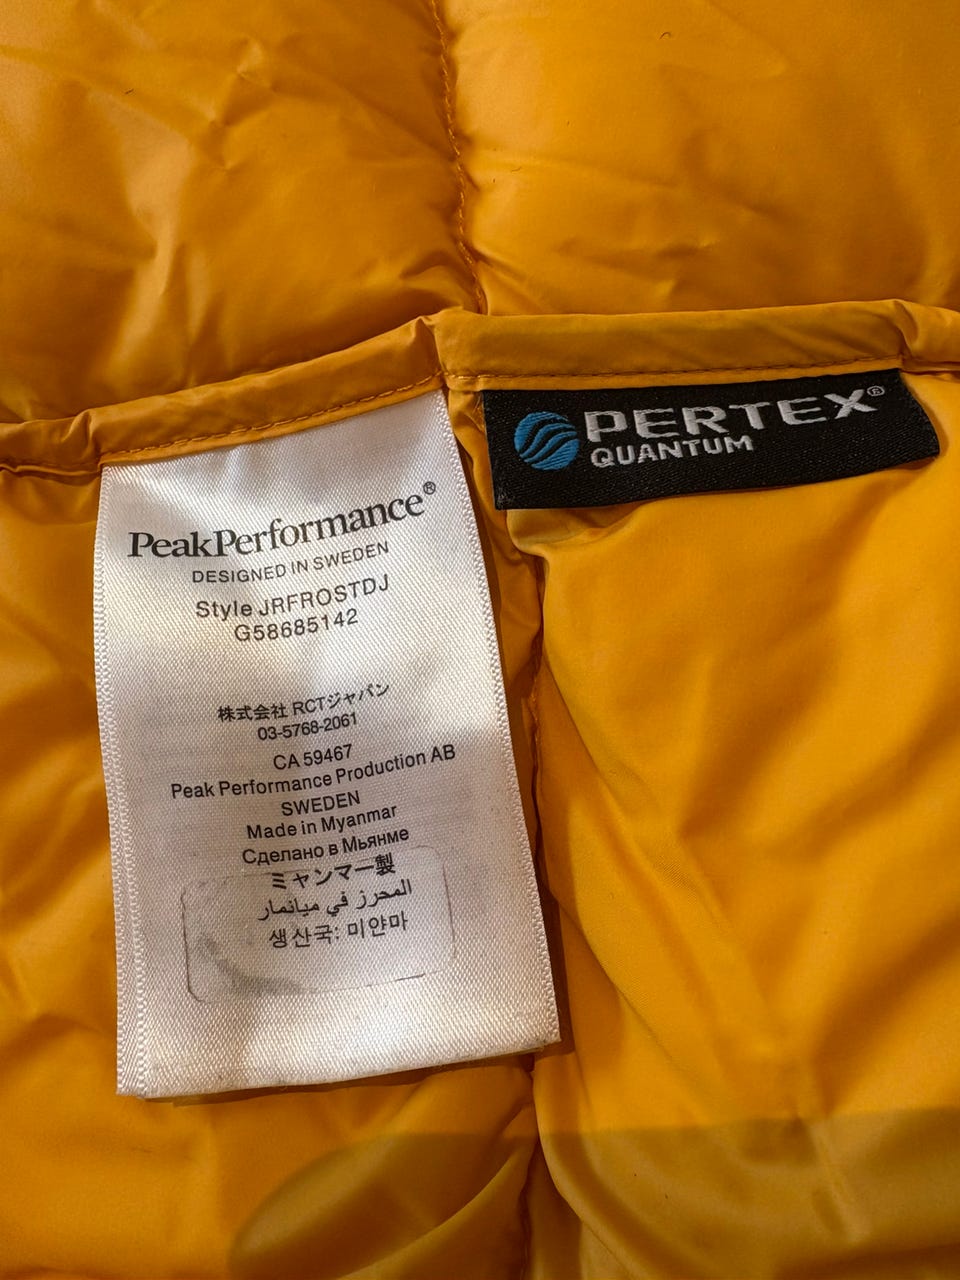 PeakPerformance®
DESIGNED IN SWEDEN
Style JRFROSTDJ
G58685142
株式会社 RCTジャパン
03-5768-2061
CA 59467
Peak Performance Production AB
SWEDEN
Made in Myanmar
Сделано в Мьянме
ミャンマー製
المحرز في ميانمار
생산국: 미얀마
PERTEX®
QUANTUM